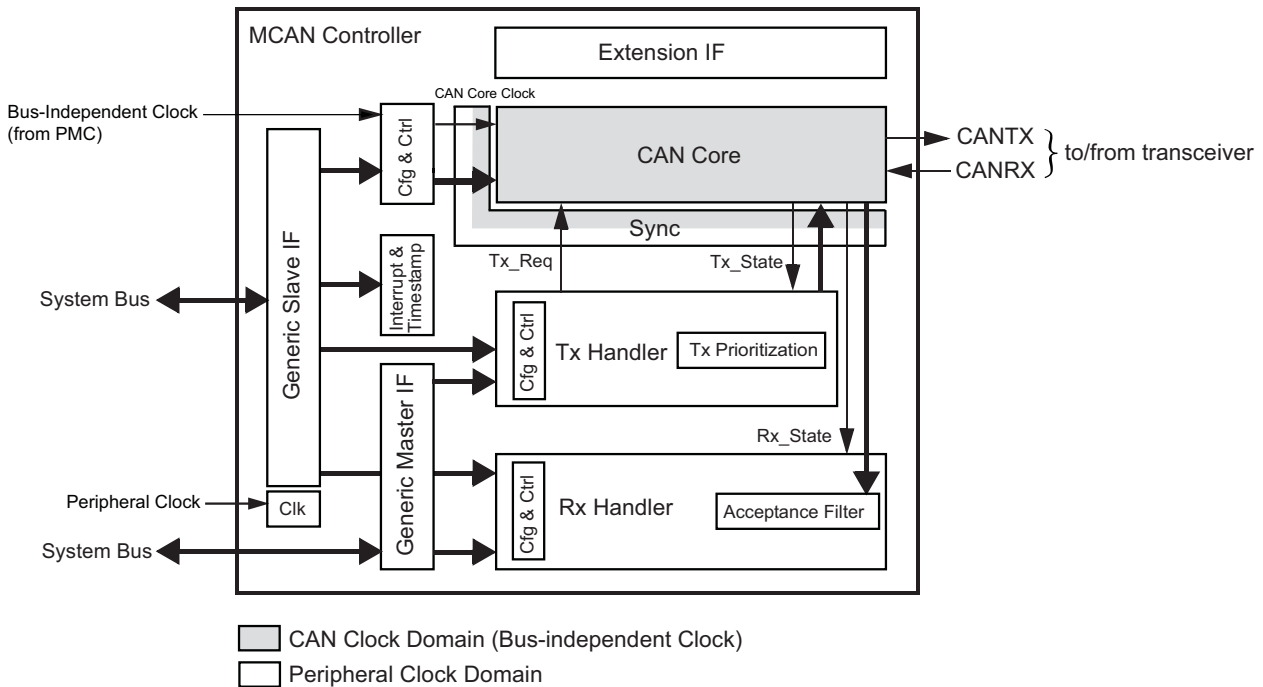 MCAN Controller
Extension IF
Bus-Independent Clock
(from PMC)
CAN Core Clock
Cfg & Ctrl
CAN Core
CANTX
CANRX
to/from transceiver
Sync
Tx_Req
Tx_State
System Bus
Generic Slave IF
Interrupt &
Timestamp
Cfg & Ctrl
Tx Handler
Tx Prioritization
Generic Master IF
Rx_State
Peripheral Clock
Clk
Cfg & Ctrl
Rx Handler
Acceptance Filter
System Bus
CAN Clock Domain (Bus-independent Clock)
Peripheral Clock Domain